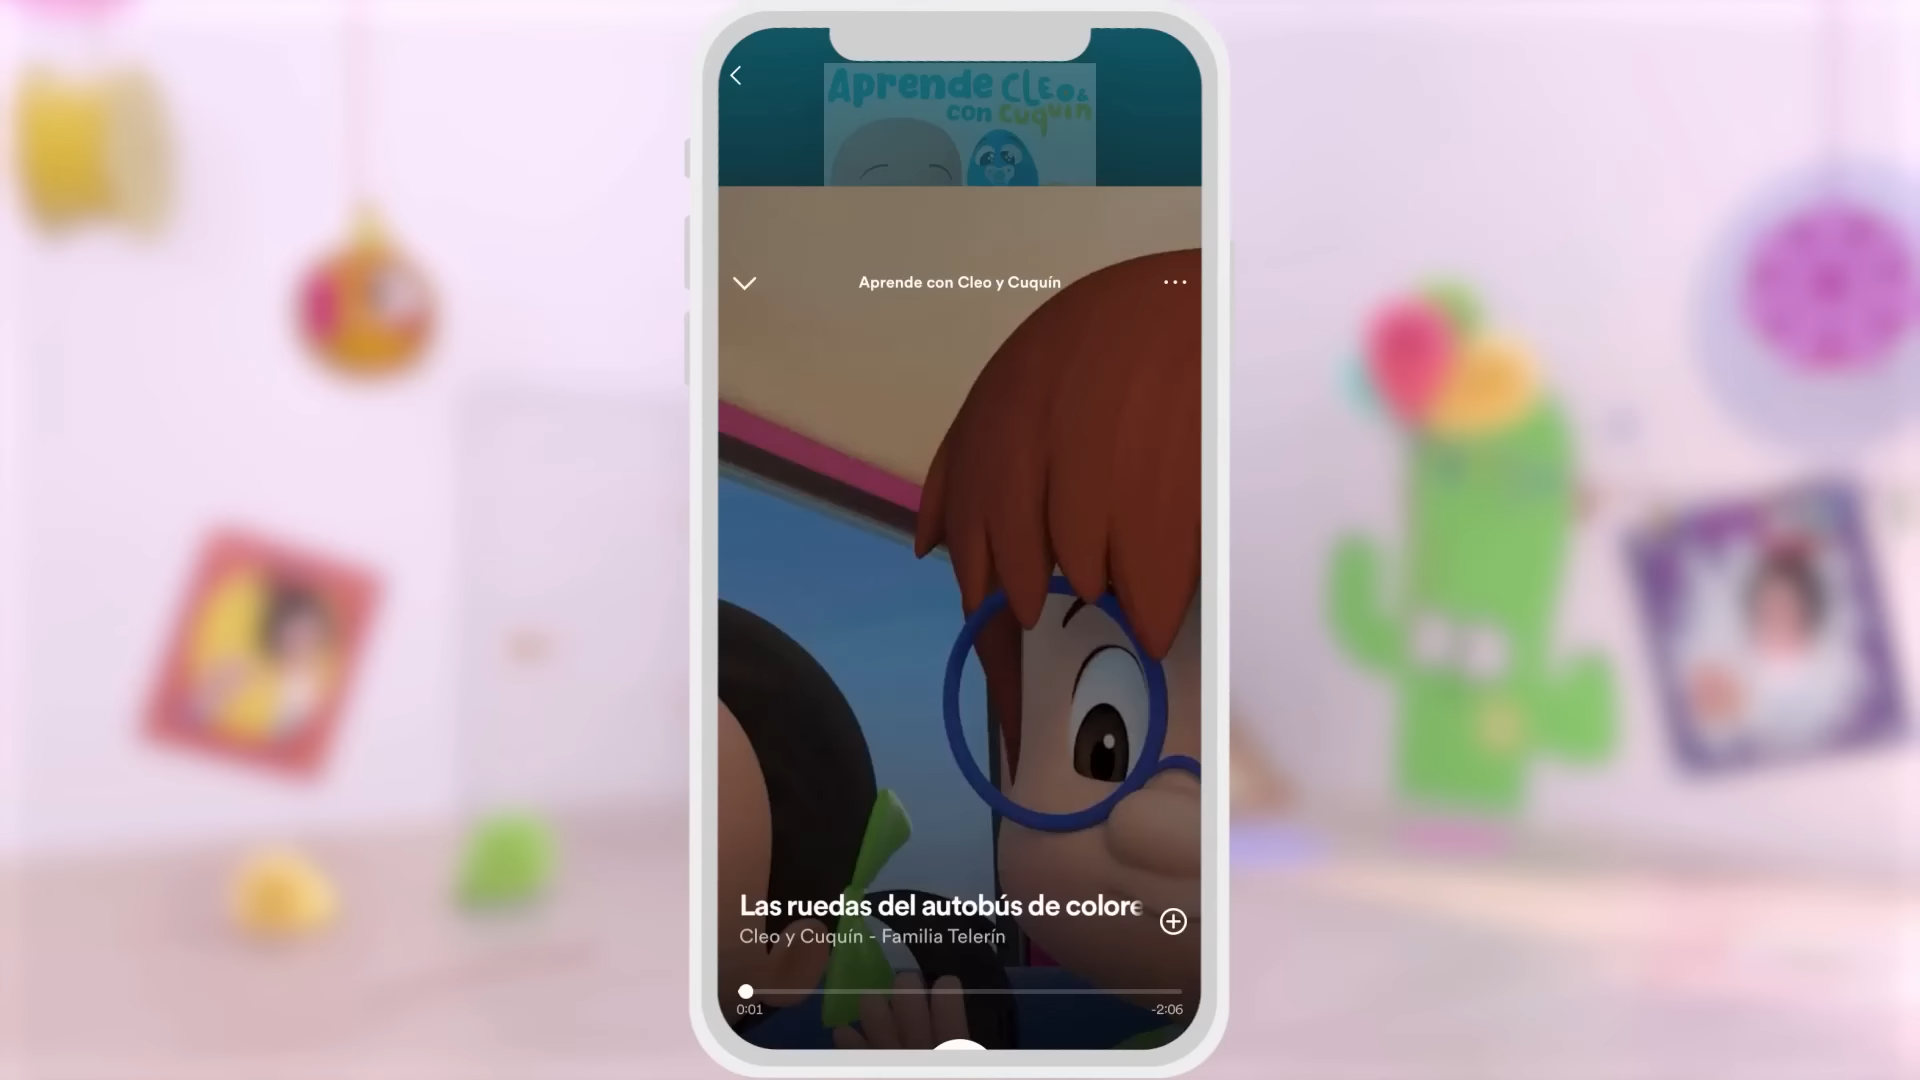 Aprende CLEO&
con cuquin
Aprende con Cleo y Cuquín
Las ruedas del autobús de colore
Cleo y Cuquín - Familia Telerín
0:01
-2:06